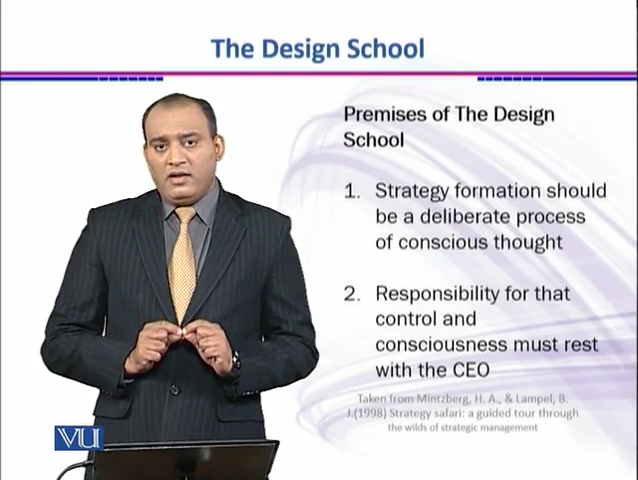 The Design School
Premises of The Design
School
1. Strategy formation should
be a deliberate process
of conscious thought
2. Responsibility for that
control and
consciousness must rest
with the CEO
Taken from Mintzberg, H. A., & Lampel, B.
J.(1998) Strategy safari: a guided tour through
the wilds of strategic management
VU